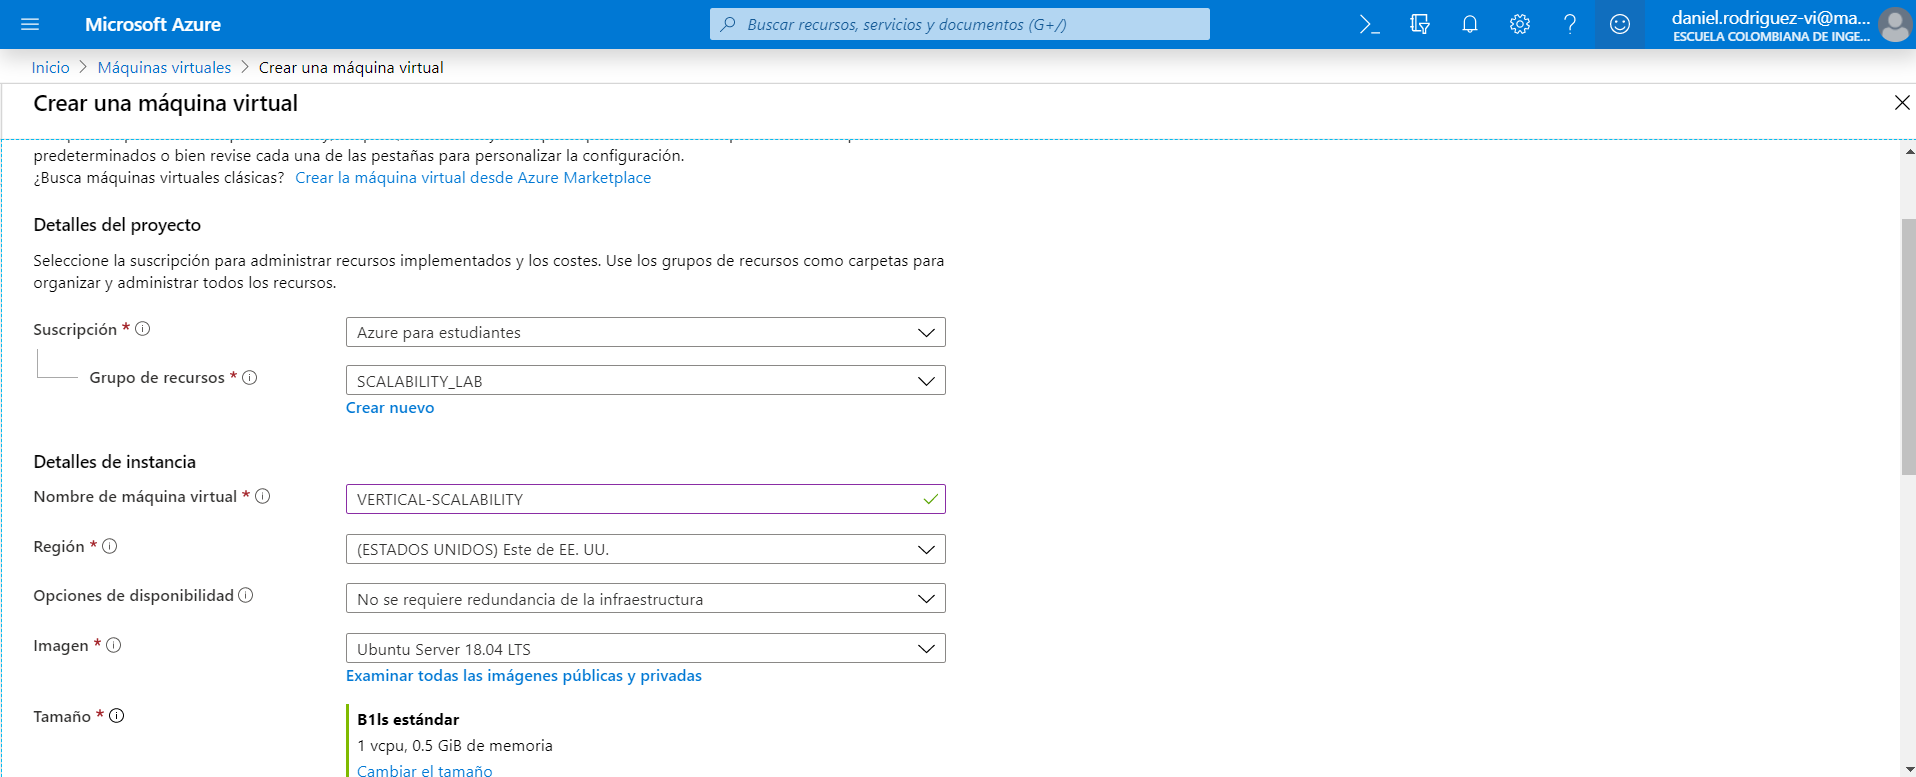 Microsoft Azure
Buscar recursos, servicios y documentos (G+/)
daniel.rodriguez-vi@ma...
ESCUELA COLOMBIANA DE INGE...
Inicio > Máquinas virtuales > Crear una máquina virtual
Crear una máquina virtual
predeterminados o bien revise cada una de las pestañas para personalizar la configuración.
¿Busca máquinas virtuales clásicas? Crear la máquina virtual desde Azure Marketplace
Detalles del proyecto
Seleccione la suscripción para administrar recursos implementados y los costes. Use los grupos de recursos como carpetas para
organizar y administrar todos los recursos.
Suscripción *
Azure para estudiantes
Grupo de recursos *
SCALABILITY_LAB
Crear nuevo
Detalles de instancia
Nombre de máquina virtual *
VERTICAL-SCALABILITY
Región *
(ESTADOS UNIDOS) Este de EE. UU.
Opciones de disponibilidad
No se requiere redundancia de la infraestructura
Imagen *
Ubuntu Server 18.04 LTS
Examinar todas las imágenes públicas y privadas
Tamaño *
B1ls estándar
1 vcpu, 0.5 GiB de memoria
Cambiar el tamaño